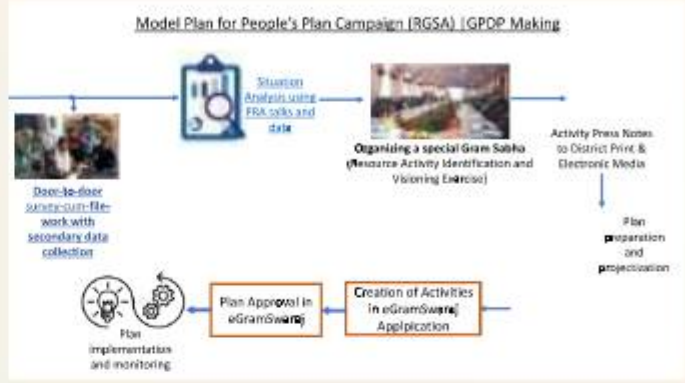 Model Plan for People's Plan Campaign (RGSA) |GPDP Making
Situation
Analysis using
PRA talks and
data
Door-to-door
survey-cum-file-
work with
secondary data
collection
Organizing a special Gram Sabha
(Resource Activity Identification and
Visioning Exercise)
Activity Press Notes
to District Print &
Electronic Media
Plan
preparation
and
projectization
Creation of Activities
in eGramSwaraj
Applpication
Plan Approval in
eGramSwaraj
Plan
implementation
and monitoring